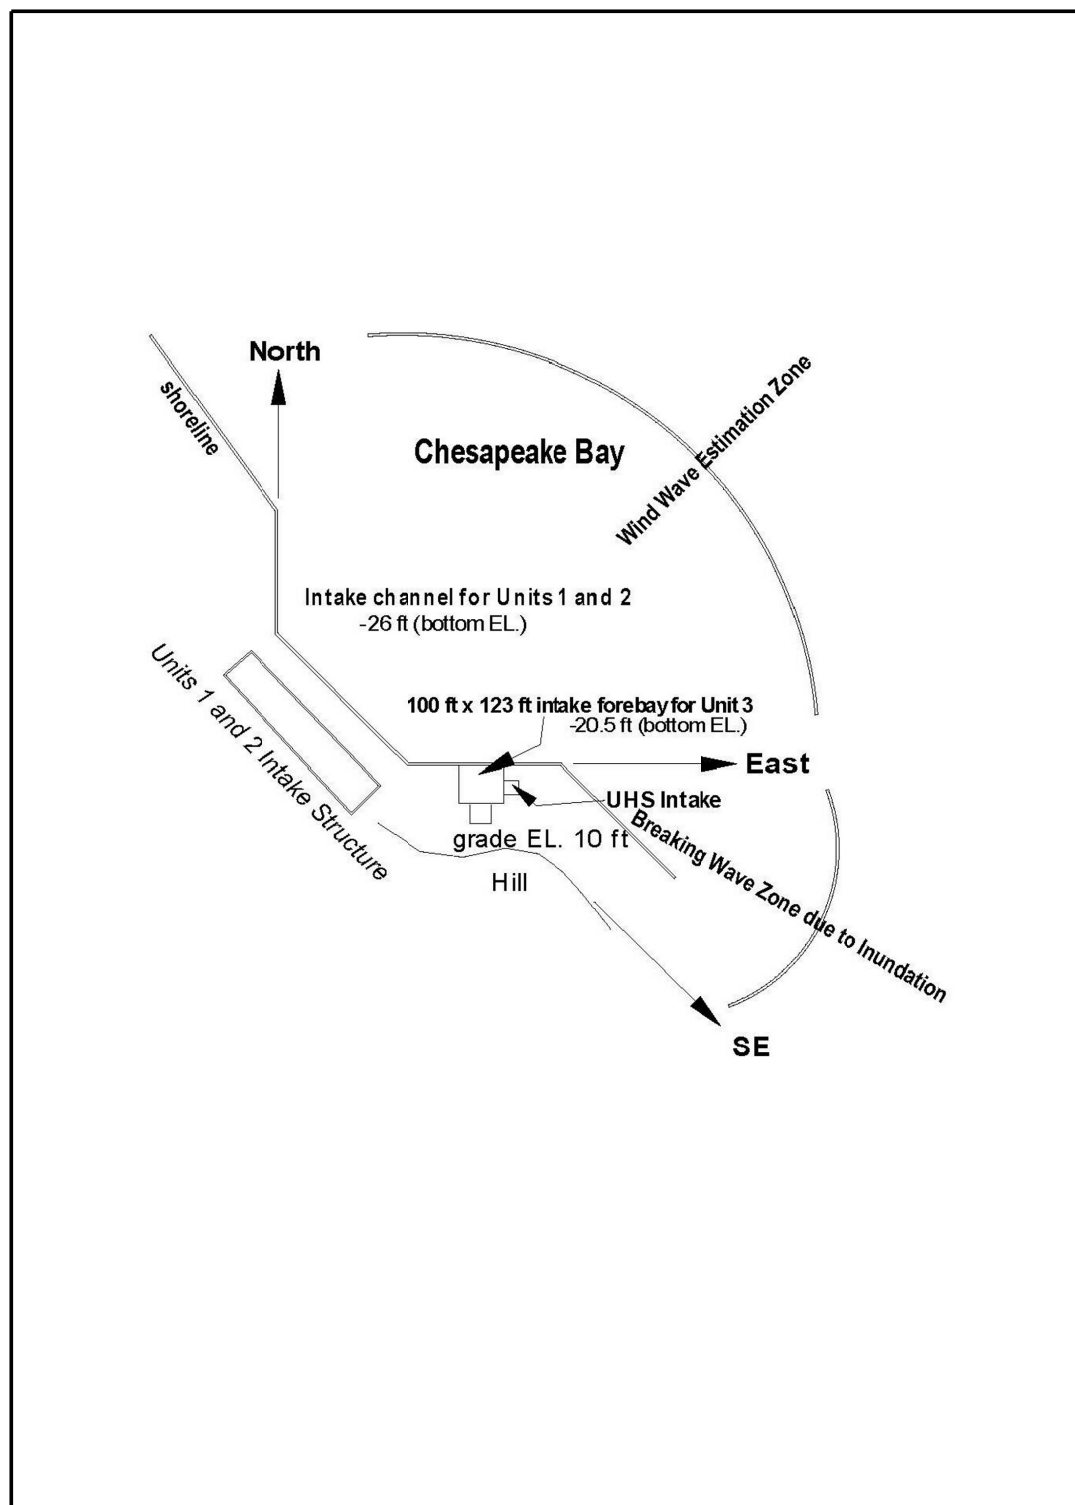 North
shoreline
Chesapeake Bay
Wind Wave Estimation Zone
Intake channel for Units 1 and 2
-26 ft (bottom EL.)
Units 1 and 2 Intake Structure
100 ft x 123 ft intake forebay for Unit 3
-20.5 ft (bottom EL.)
East
UHS Intake
grade EL. 10 ft
Breaking Wave Zone due to Inundation
Hill
SE